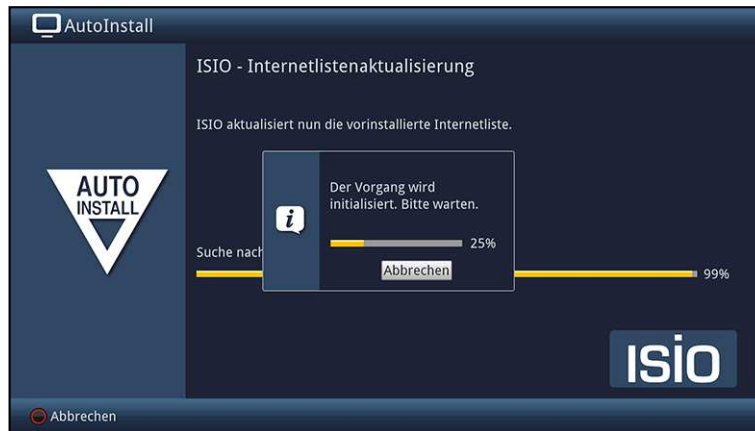 AutoInstall
ISIO - Internetlistenaktualisierung
ISIO aktualisiert nun die vorinstallierte Internetliste.
AUTO
INSTALL
Der Vorgang wird
initialisiert. Bitte warten.
25%
Abbrechen
Suche nach
99%
ISIO
Abbrechen